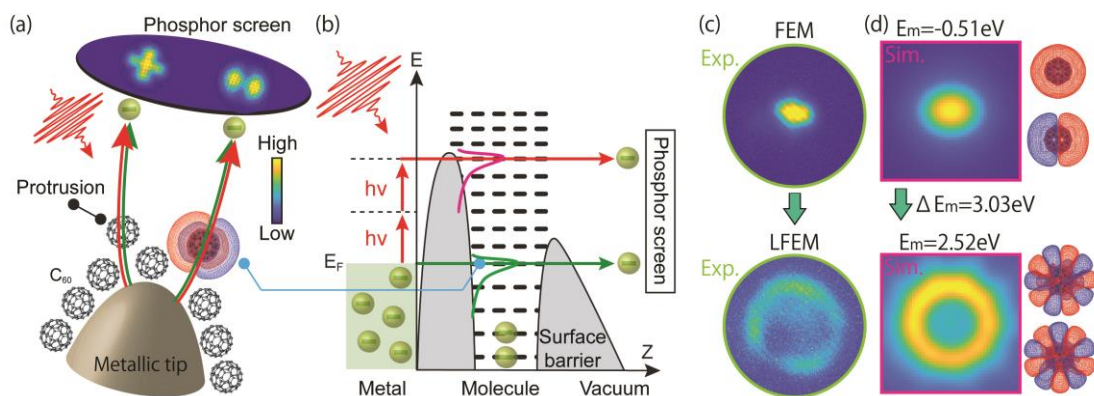 (a)
Phosphor screen
High
Low
Protrusion
C60
Metallic tip
(b)
E
hν
hν
EF
Surface
barrier
Z
Metal
Molecule
Vacuum
Phosphor screen
(c)
FEM
Exp.
LFEM
Exp.
(d)
Em=-0.51eV
Sim.
Δ Em=3.03eV
Em=2.52eV
Sim.